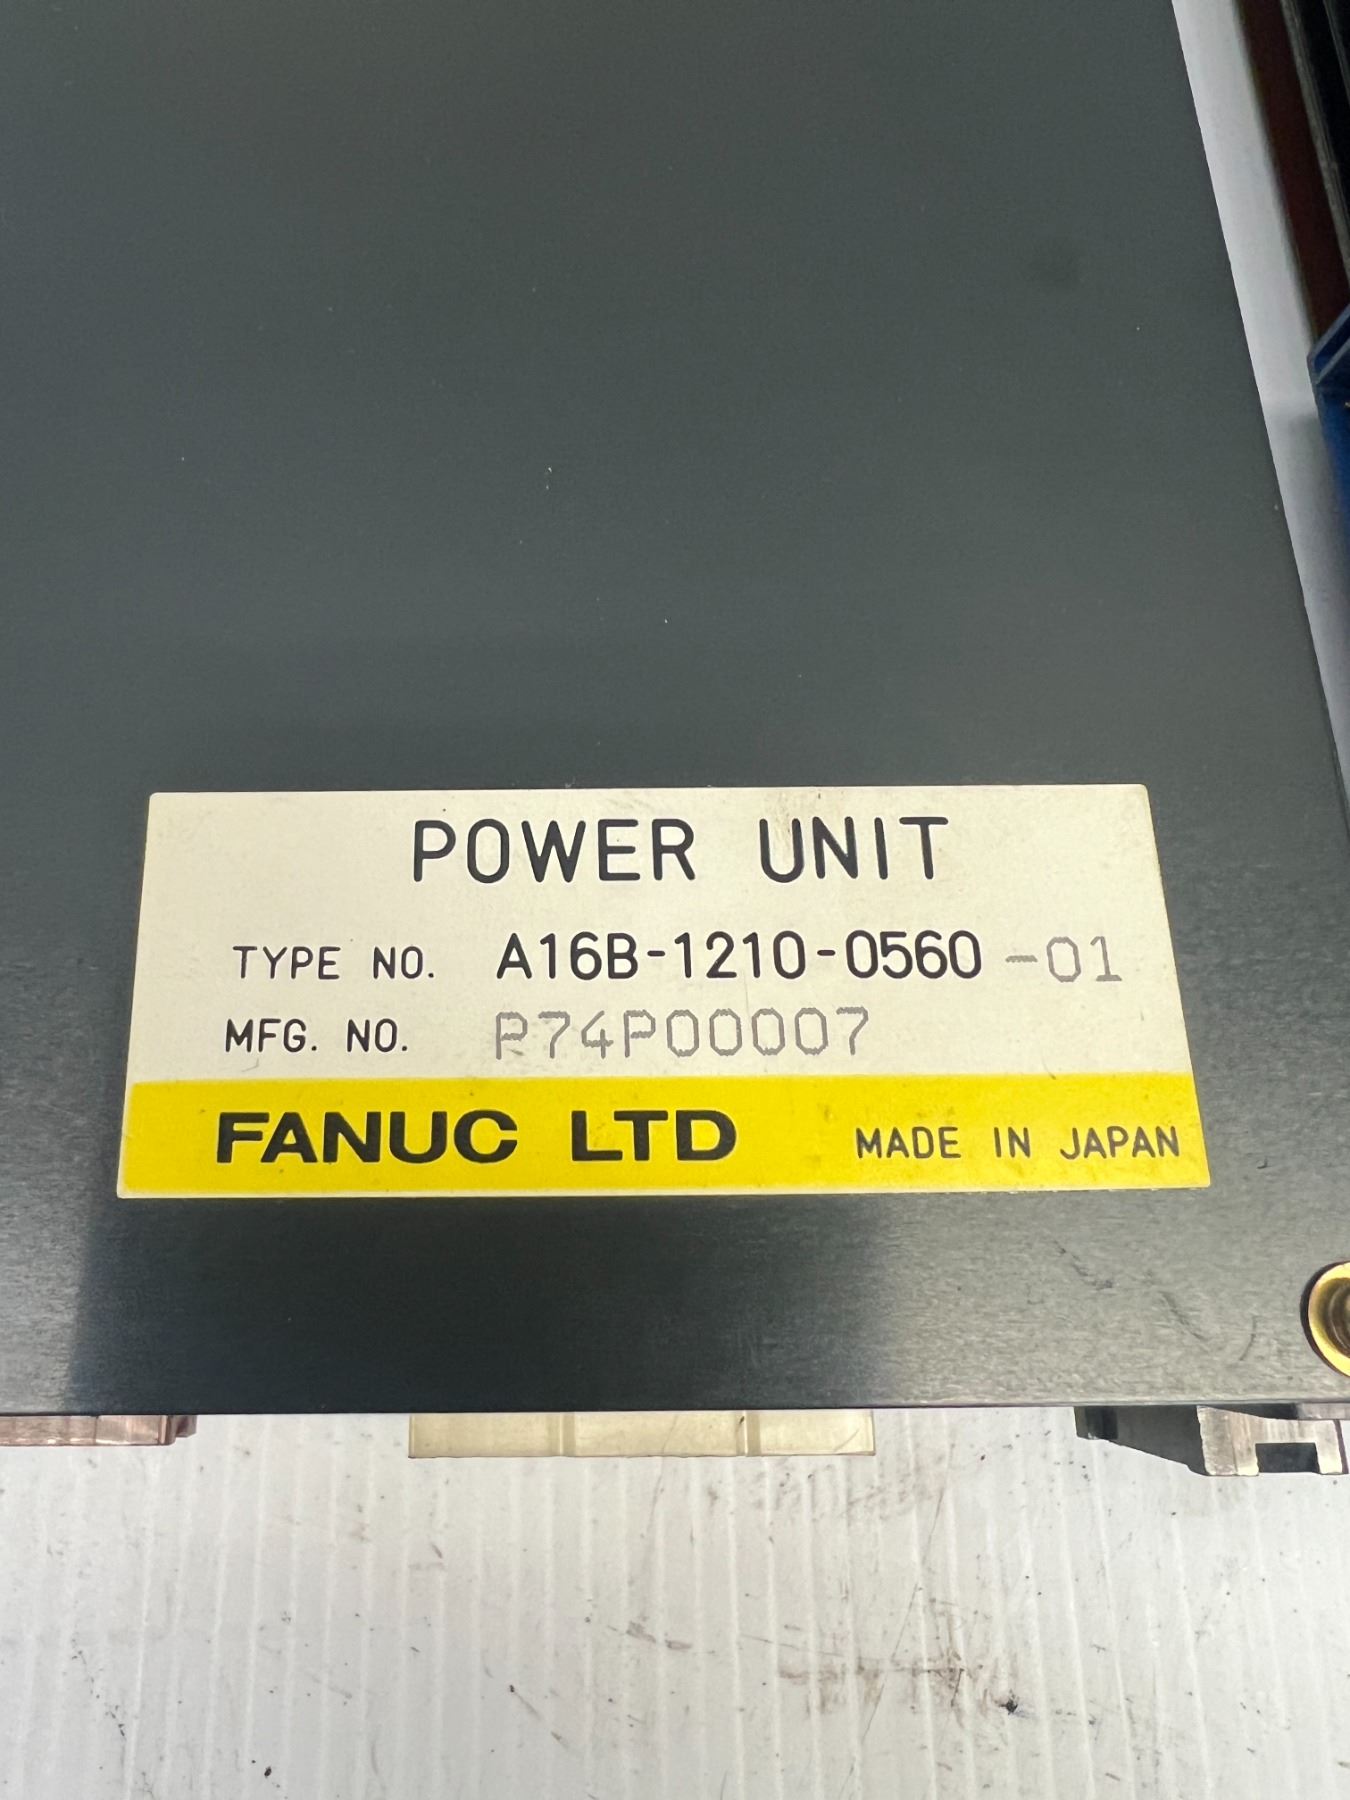 POWER UNIT
TYPE NO. A16B-1210-0560-01
MFG. NO. P74P00007
FANUC LTD MADE IN JAPAN